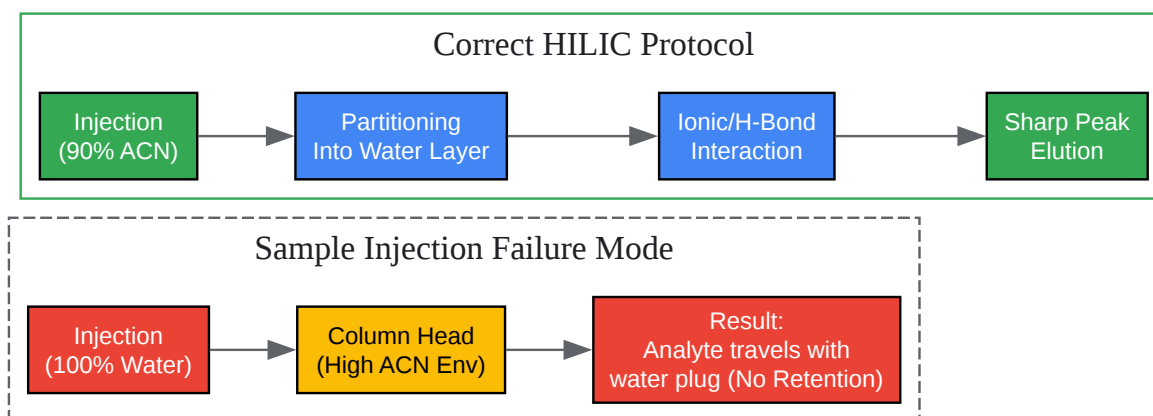 Correct HILIC Protocol
Injection
(90% ACN)
Partitioning
Into Water Layer
Ionic/H-Bond
Interaction
Sharp Peak
Elution
Sample Injection Failure Mode
Injection
(100% Water)
Column Head
(High ACN Env)
Result:
Analyte travels with
water plug (No Retention)